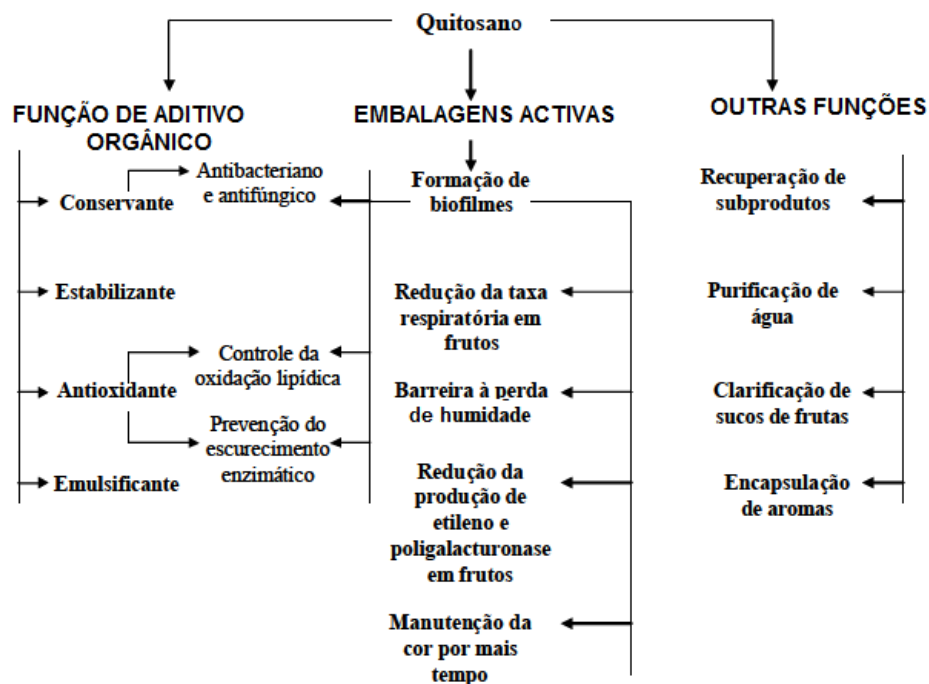 Quitosano
FUNÇÃO DE ADITIVO
ORGÂNICO
Conservante
Antibacteriano
e antifúngico
Estabilizante
Antioxidante
Controle da
oxidação lipídica
Prevenção do
escurecimento
enzimático
Emulsificante
EMBALAGENS ACTIVAS
Formação de
biofilmes
Redução da taxa
respiratória em
frutos
Barreira à perda
de humidade
Redução da
produção de
etileno e
poligalacturonase
em frutos
Manutenção da
cor por mais
tempo
OUTRAS FUNÇÕES
Recuperação de
subprodutos
Purificação de
água
Clarificação de
sucos de frutas
Encapsulação
de aromas